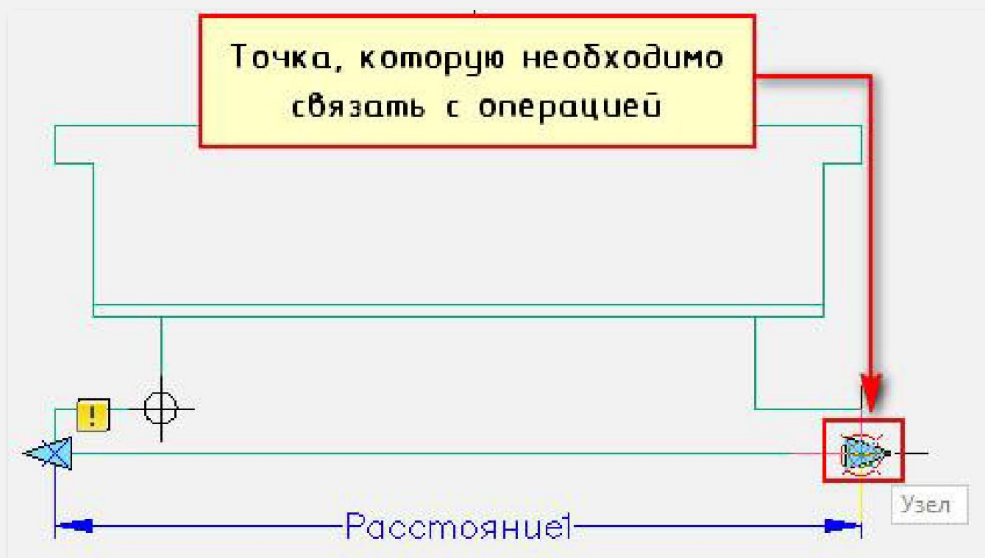 Точка, которую необходимо
связать с операцией
!
Узел
Расстояние1